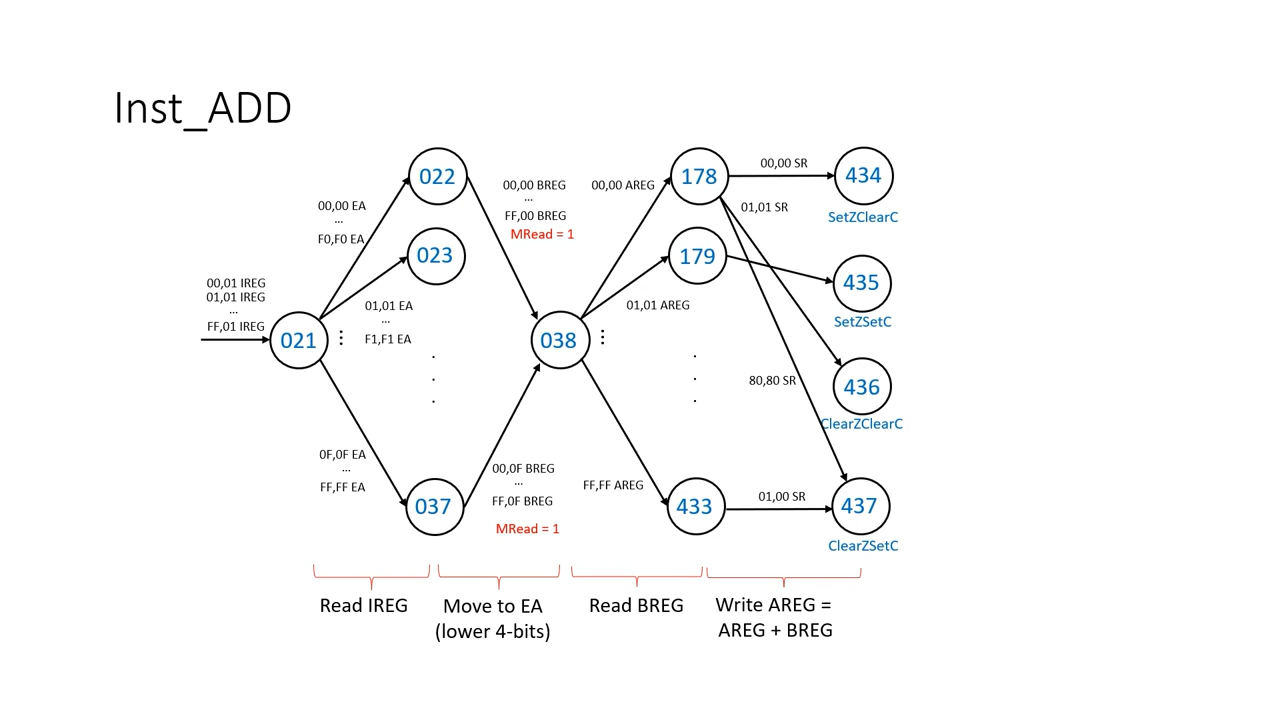 Inst_ADD
022
00,00 EA
...
F0,F0 EA
023
00,01 IREG
01,01 IREG
...
FF,01 IREG
021
01,01 EA
...
F1,F1 EA
0F,0F EA
...
FF,FF EA
037
00,00 BREG
...
FF,00 BREG
MRead = 1
038
00,0F BREG
...
FF,0F BREG
MRead = 1
00,00 AREG
178
179
01,01 AREG
FF,FF AREG
433
00,00 SR
01,01 SR
80,80 SR
01,00 SR
434
SetZClearC
435
SetZSetC
436
ClearZClearC
437
ClearZSetC
Read IREG
Move to EA
(lower 4-bits)
Read BREG
Write AREG =
AREG + BREG